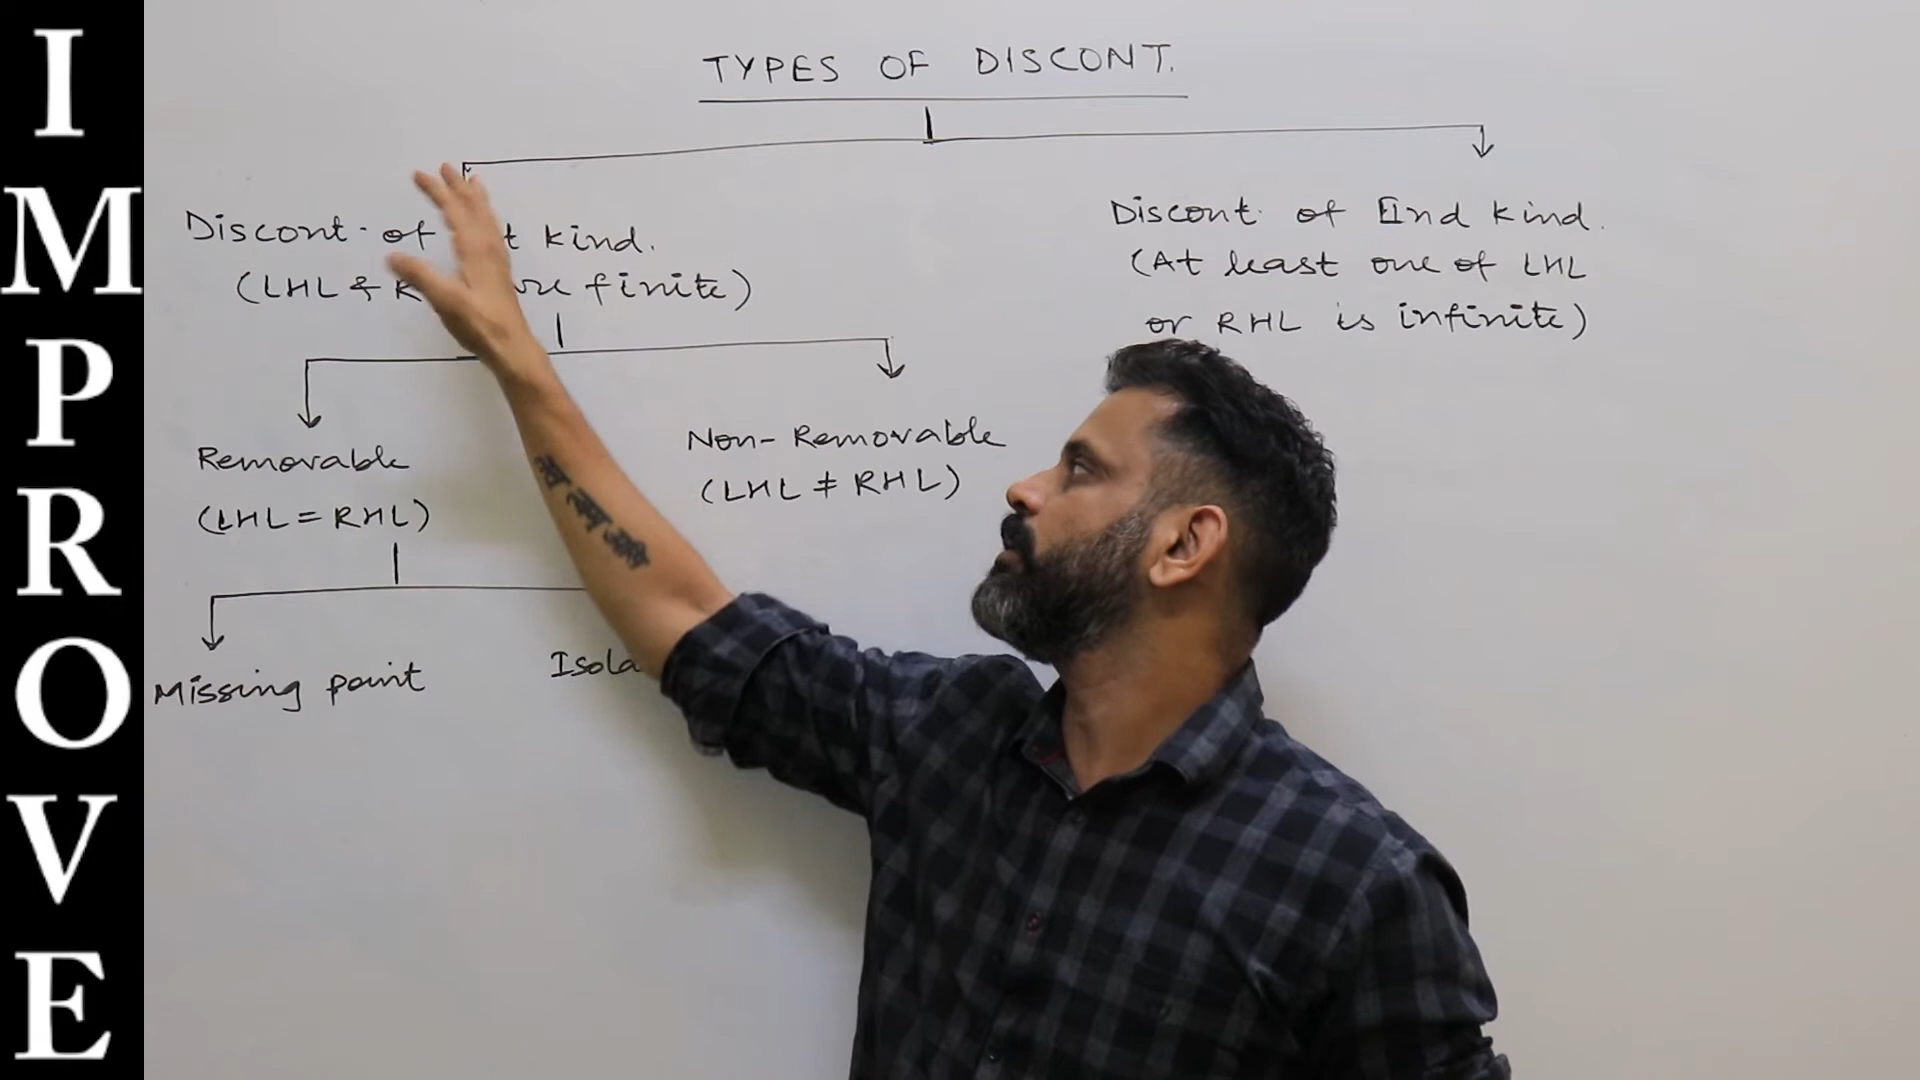 IMPROVE
TYPES OF DISCONT.
Discont. of kind.
(LHL & finite)
Discont. of IInd kind.
(At least one of LHL
or RHL is infinite)
Removable
(LHL = RHL)
Non-Removable
(LHL ≠ RHL)
Missing point